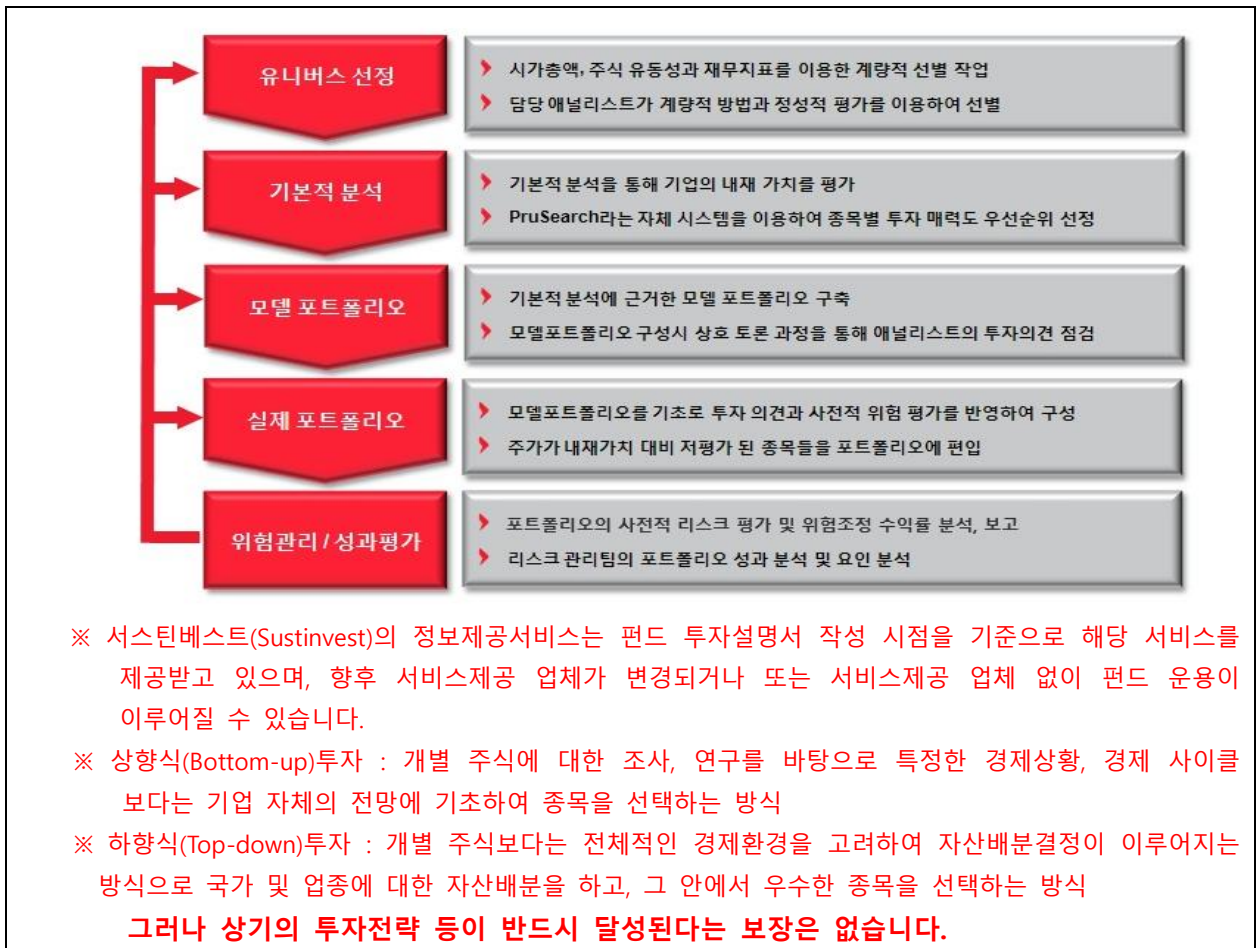 유니버스 선정
시가총액, 주식 유동성과 재무지표를 이용한 계량적 선별 작업
담당 애널리스트가 계량적 방법과 정성적 평가를 이용하여 선별
기본적 분석
기본적 분석을 통해 기업의 내재 가치를 평가
PruSearch라는 자체 시스템을 이용하여 종목별 투자 매력도 우선순위 선정
모델 포트폴리오
기본적 분석에 근거한 모델 포트폴리오 구축
모델포트폴리오 구성시 상호 토론 과정을 통해 애널리스트의 투자의견 점검
실제 포트폴리오
모델포트폴리오를 기초로 투자 의견과 사전적 위험 평가를 반영하여 구성
주가가 내재가치 대비 저평가 된 종목들을 포트폴리오에 편입
위험관리 / 성과평가
포트폴리오의 사전적 리스크 평가 및 위험조정 수익률 분석, 보고
리스크 관리팀의 포트폴리오 성과 분석 및 요인 분석
※ 서스틴베스트(Sustinvest)의 정보제공서비스는 펀드 투자설명서 작성 시점을 기준으로 해당 서비스를
제공받고 있으며, 향후 서비스제공 업체가 변경되거나 또는 서비스제공 업체 없이 펀드 운용이
이루어질 수 있습니다.
※ 상향식(Bottom-up)투자 : 개별 주식에 대한 조사, 연구를 바탕으로 특정한 경제상황, 경제 사이클
보다는 기업 자체의 전망에 기초하여 종목을 선택하는 방식
※ 하향식(Top-down)투자 : 개별 주식보다는 전체적인 경제환경을 고려하여 자산배분결정이 이루어지는
방식으로 국가 및 업종에 대한 자산배분을 하고, 그 안에서 우수한 종목을 선택하는 방식
그러나 상기의 투자전략 등이 반드시 달성된다는 보장은 없습니다.